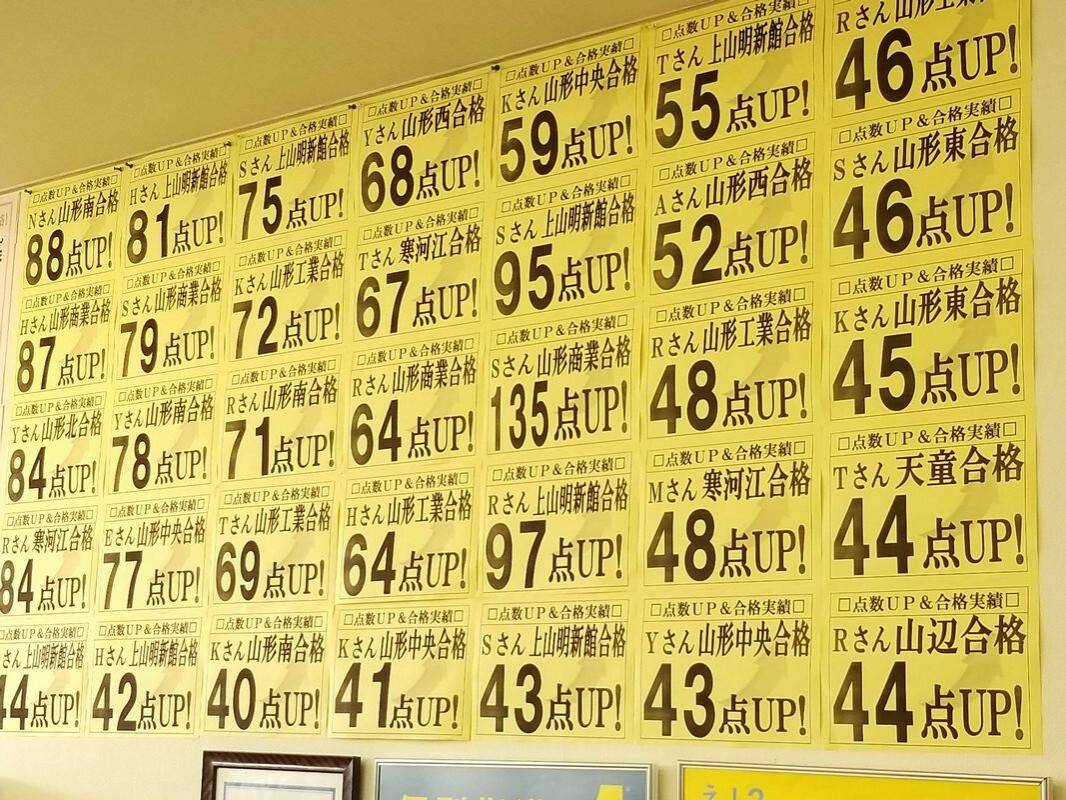 □点数UP&合格実績□
Nさん 山形南合格
88点UP!
□点数UP&合格実績□
Hさん 上山明新館合格
81点UP!
□点数UP&合格実績□
Sさん 上山明新館合格
75点UP!
□点数UP&合格実績□
Yさん 山形西合格
68点UP!
□点数UP&合格実績□
Kさん 山形中央合格
59点UP!
□点数UP&合格実績□
Tさん 上山明新館合格
55点UP!
Rさん 山形工業
46点UP!
□点数UP&合格実績□
Hさん 山形商業合格
87点UP!
□点数UP&合格実績□
Sさん 山形商業合格
79点UP!
□点数UP&合格実績□
Kさん 山形工業合格
72点UP!
□点数UP&合格実績□
Tさん 寒河江合格
67点UP!
□点数UP&合格実績□
Sさん 上山明新館合格
95点UP!
□点数UP&合格実績□
Aさん 山形西合格
52点UP!
□点数UP&合格実績□
Sさん 山形東合格
46点UP!
□点数UP&合格実績□
Yさん 山形北合格
84点UP!
□点数UP&合格実績□
Yさん 山形南合格
78点UP!
□点数UP&合格実績□
Rさん 山形南合格
71点UP!
□点数UP&合格実績□
Rさん 山形商業合格
64点UP!
□点数UP&合格実績□
Sさん 山形商業合格
135点UP!
□点数UP&合格実績□
Rさん 山形工業合格
48点UP!
□点数UP&合格実績□
Kさん 山形東合格
45点UP!
□点数UP&合格実績□
Rさん 寒河江合格
84点UP!
□点数UP&合格実績□
Eさん 山形中央合格
77点UP!
□点数UP&合格実績□
Tさん 山形工業合格
69点UP!
□点数UP&合格実績□
Hさん 山形工業合格
64点UP!
□点数UP&合格実績□
Rさん 上山明新館合格
97点UP!
□点数UP&合格実績□
Mさん 寒河江合格
48点UP!
□点数UP&合格実績□
Tさん 天童合格
44点UP!
点数UP&合格実績□
さん 上山明新館合格
44点UP!
□点数UP&合格実績□
Hさん 上山明新館合格
42点UP!
□点数UP&合格実績□
Kさん 山形南合格
40点UP!
□点数UP&合格実績□
Kさん 山形中央合格
41点UP!
□点数UP&合格実績□
Sさん 上山明新館合格
43点UP!
□点数UP&合格実績□
Yさん 山形中央合格
43点UP!
□点数UP&合格実績□
Rさん 山辺合格
44点UP!